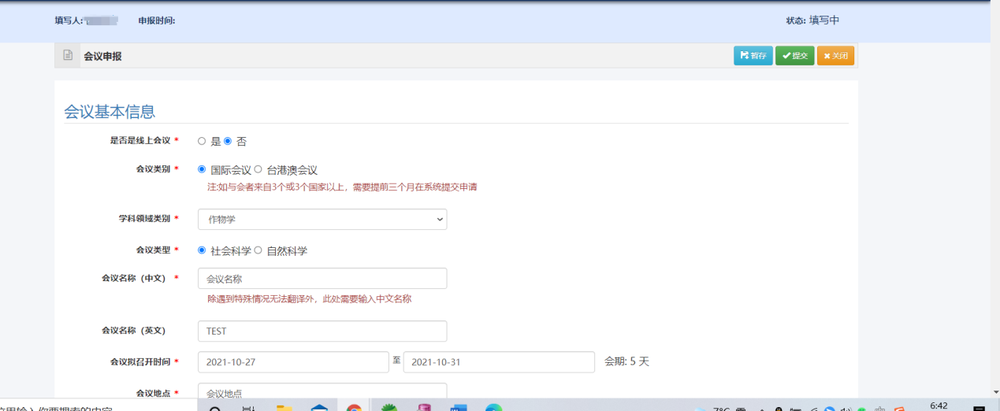 填写人: 申报时间: 状态: 填写中
会议申报 暂存 提交 关闭
会议基本信息
是否是线上会议 * 是 否
会议类别 * 国际会议 台港澳会议
注:如与会者来自3个或3个国家以上，需要提前三个月在系统提交申请
学科领域类别 * 作物学
会议类型 * 社会科学 自然科学
会议名称（中文） * 会议名称
除遇到特殊情况无法翻译外，此处需要输入中文名称
会议名称（英文） TEST
会议拟召开时间 * 2021-10-27 至 2021-10-31 会期: 5 天
会议地点 * 会议地点
里输入你要搜索的内容 7°C 6:42